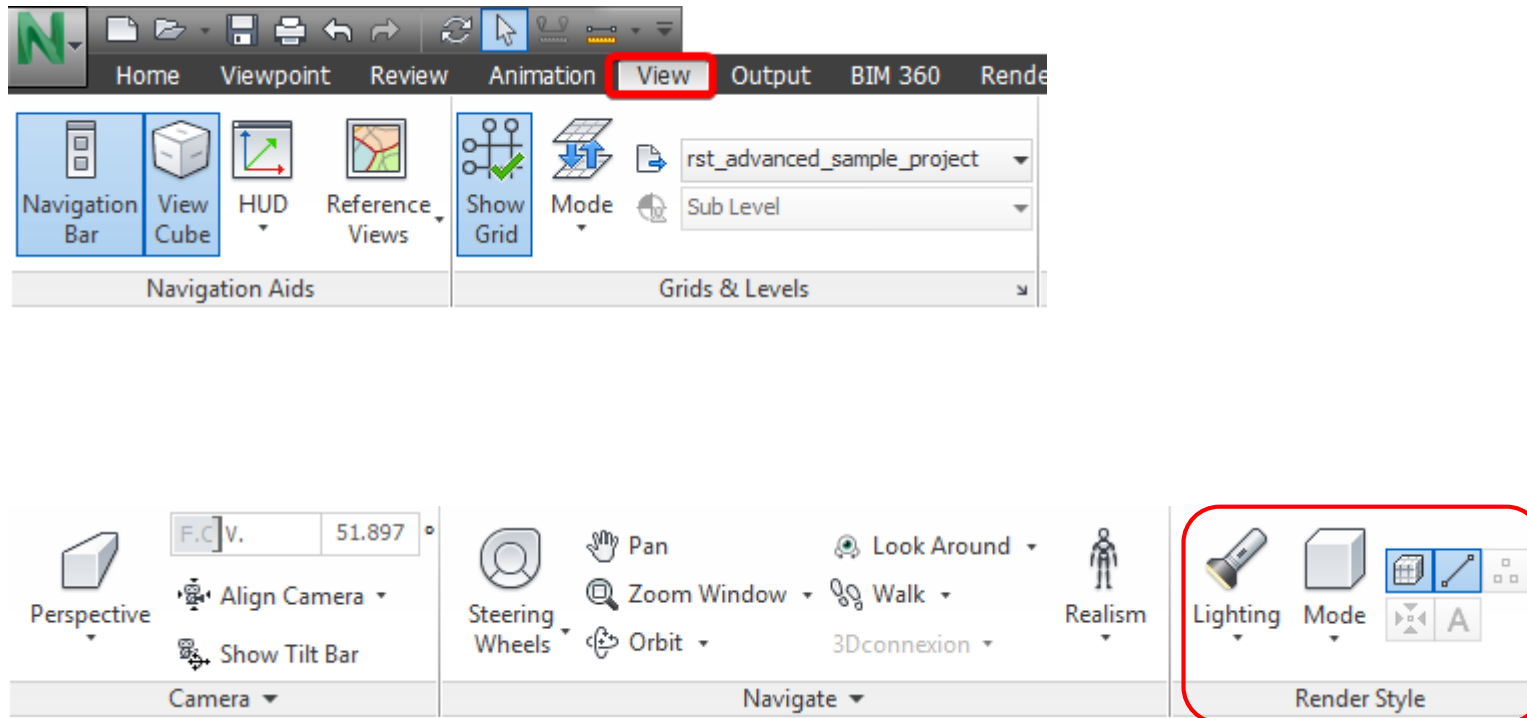 Home Viewpoint Review Animation View Output BIM 360 Rende
Navigation Bar
View Cube
HUD
Reference Views
Show Grid
Mode
rst_advanced_sample_project
Sub Level
Navigation Aids
Grids & Levels
Perspective
F.O.V. 51.897 °
Align Camera
Show Tilt Bar
Camera
Steering Wheels
Pan
Zoom Window
Orbit
Look Around
Walk
3Dconnexion
Realism
Navigate
Lighting
Mode
A
Render Style